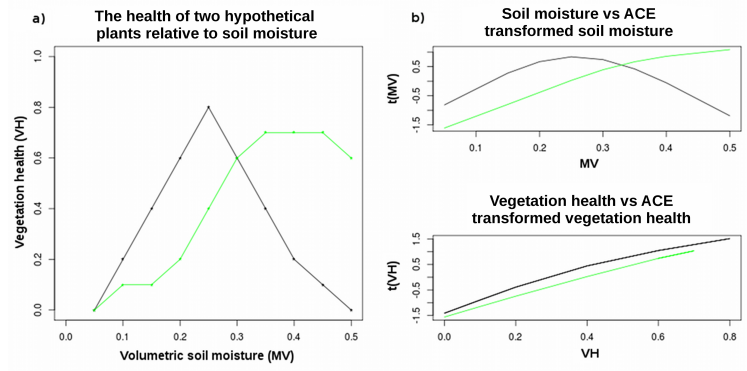 a)
The health of two hypothetical
plants relative to soil moisture
Vegetation health (VH)
1.0
0.8
0.6
0.4
0.2
0.0
0.0 0.1 0.2 0.3 0.4 0.5
Volumetric soil moisture (MV)
b)
Soil moisture vs ACE
transformed soil moisture
t(MV)
0.5
-0.5
-1.5
0.1 0.2 0.3 0.4 0.5
MV
Vegetation health vs ACE
transformed vegetation health
t(VH)
1.5
0.5
-0.5
-1.5
0.0 0.2 0.4 0.6 0.8
VH